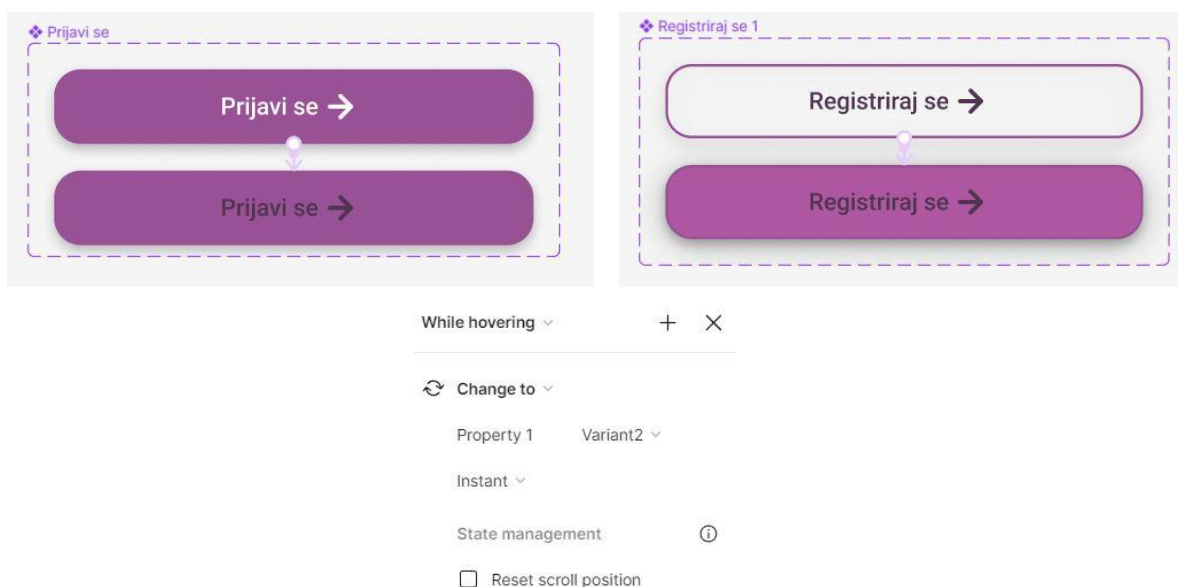 Prijavi se
Prijavi se →
Prijavi se →
Registriraj se 1
Registriraj se →
Registriraj se →
While hovering
Change to
Property 1 Variant2
Instant
State management
Reset scroll position